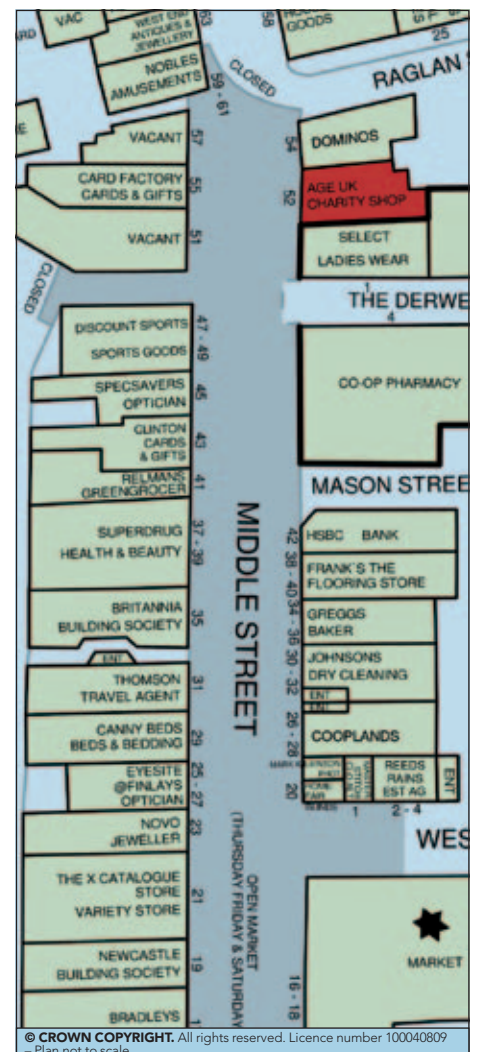 VAC
WEST END
ANTIQUES &
JEWELLERY
63
58
GOODS
25
RAGLAN
NOBLES
AMUSEMENTS
59 - 61
CLOSED
VACANT
57
54
DOMINOS
CARD FACTORY
CARDS & GIFTS
55
52
AGE UK
CHARITY SHOP
VACANT
51
SELECT
LADIES WEAR
CLOSED
1
THE DERWE
4
DISCOUNT SPORTS
SPORTS GOODS
47 - 49
SPECSAVERS
OPTICIAN
45
CO-OP PHARMACY
CLINTON
CARDS
& GIFTS
43
RELMANS
GREENGROCER
41
MASON STREE
SUPERDRUG
HEALTH & BEAUTY
37 - 39
MIDDLE STREET
42
HSBC BANK
38 - 40
FRANK'S THE
FLOORING STORE
BRITANNIA
BUILDING SOCIETY
35
34 - 36
GREGGS
BAKER
ENT
30 - 32
JOHNSONS
DRY CLEANING
ENT
ENT
THOMSON
TRAVEL AGENT
31
26 - 28
COOPLANDS
CANNY BEDS
BEDS & BEDDING
29
EYESITE
@FINLAYS
OPTICIAN
25 - 27
20
HOME
FAIR
BLINDS
1
REEDS
RAINS
EST AG
2 - 4
ENT
NOVO
JEWELLER
23
WES
THE X CATALOGUE
STORE
VARIETY STORE
21
OPEN MARKET
(THURSDAY FRIDAY & SATURDAY
NEWCASTLE
BUILDING SOCIETY
19
16 - 18
MARKET
BRADLEYS
© CROWN COPYRIGHT. All rights reserved. Licence number 100040809
– Plan not to scale